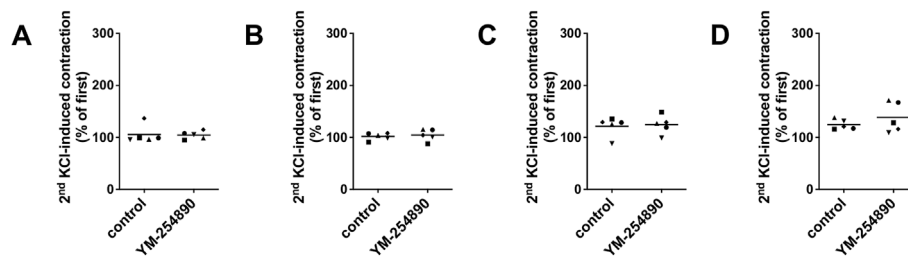 A
2nd KCl-induced contraction
(% of first)
300
200
100
0
control
YM-254890
B
2nd KCl-induced contraction
(% of first)
300
200
100
0
control
YM-254890
C
2nd KCl-induced contraction
(% of first)
300
200
100
0
control
YM-254890
D
2nd KCl-induced contraction
(% of first)
300
200
100
0
control
YM-254890